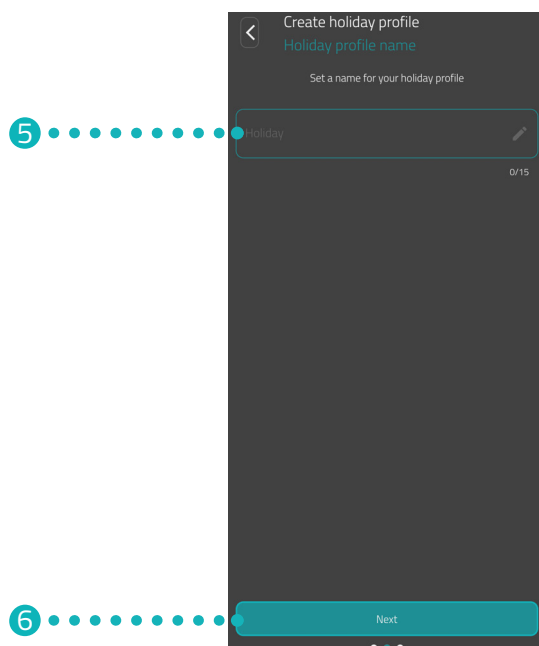 Create holiday profile
Holiday profile name
Set a name for your holiday profile
5
Holiday
0/15
6
Next